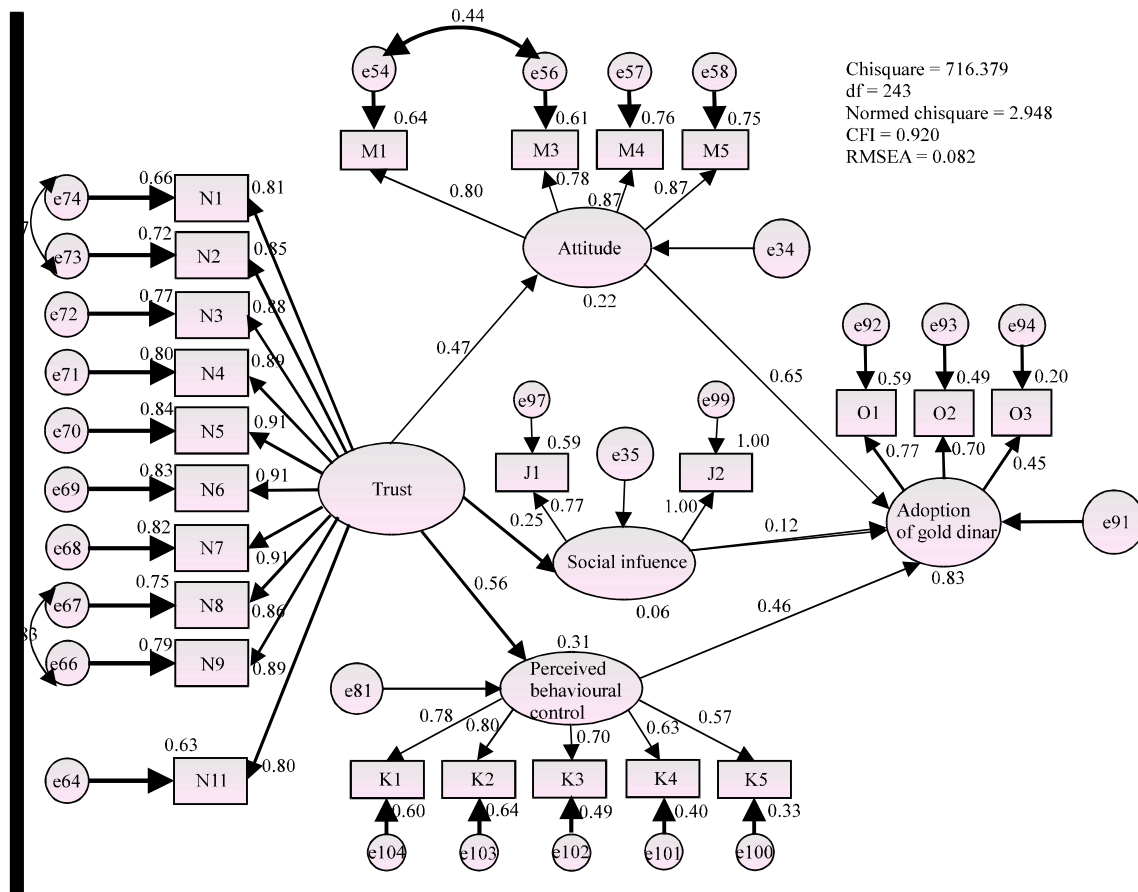 0.44
e54
e56
e57
e58
0.64
0.61
0.76
0.75
M1
M3
M4
M5
0.80
0.78
0.87
0.87
Chisquare = 716.379
df = 243
Normed chisquare = 2.948
CFI = 0.920
RMSEA = 0.082
Attitude
0.22
e34
e74
0.66
N1
0.81
e73
0.72
N2
0.85
e72
0.77
N3
0.88
e71
0.80
N4
0.89
e70
0.84
N5
0.91
e69
0.83
N6
0.91
e68
0.82
N7
0.91
e67
0.75
N8
0.86
e66
0.79
N9
0.89
e64
0.63
N11
0.80
Trust
0.47
0.25
0.56
0.65
e97
e99
e35
0.59
1.00
J1
J2
0.77
1.00
Social infuence
0.06
0.12
0.46
e92
e93
e94
0.59
0.49
0.20
O1
O2
O3
0.77
0.70
0.45
Adoption
of gold dinar
0.83
e91
0.31
Perceived
behavioural
control
e81
0.78
0.80
0.70
0.63
0.57
K1
K2
K3
K4
K5
0.60
0.64
0.49
0.40
0.33
e104
e103
e102
e101
e100